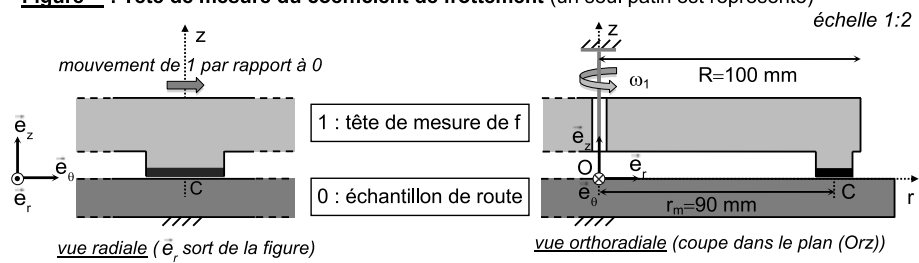 Figure : Tête de mesure du coefficient de frottement (un seul patin est représenté)
échelle 1:2
z
mouvement de 1 par rapport à 0
e_z
e_θ
e_r
C
vue radiale (e_r sort de la figure)
1 : tête de mesure de f
0 : échantillon de route
z
R=100 mm
ω1
e_z
O
e_r
e_θ
C
r
r_m=90 mm
vue orthoradiale (coupe dans le plan (Orz))